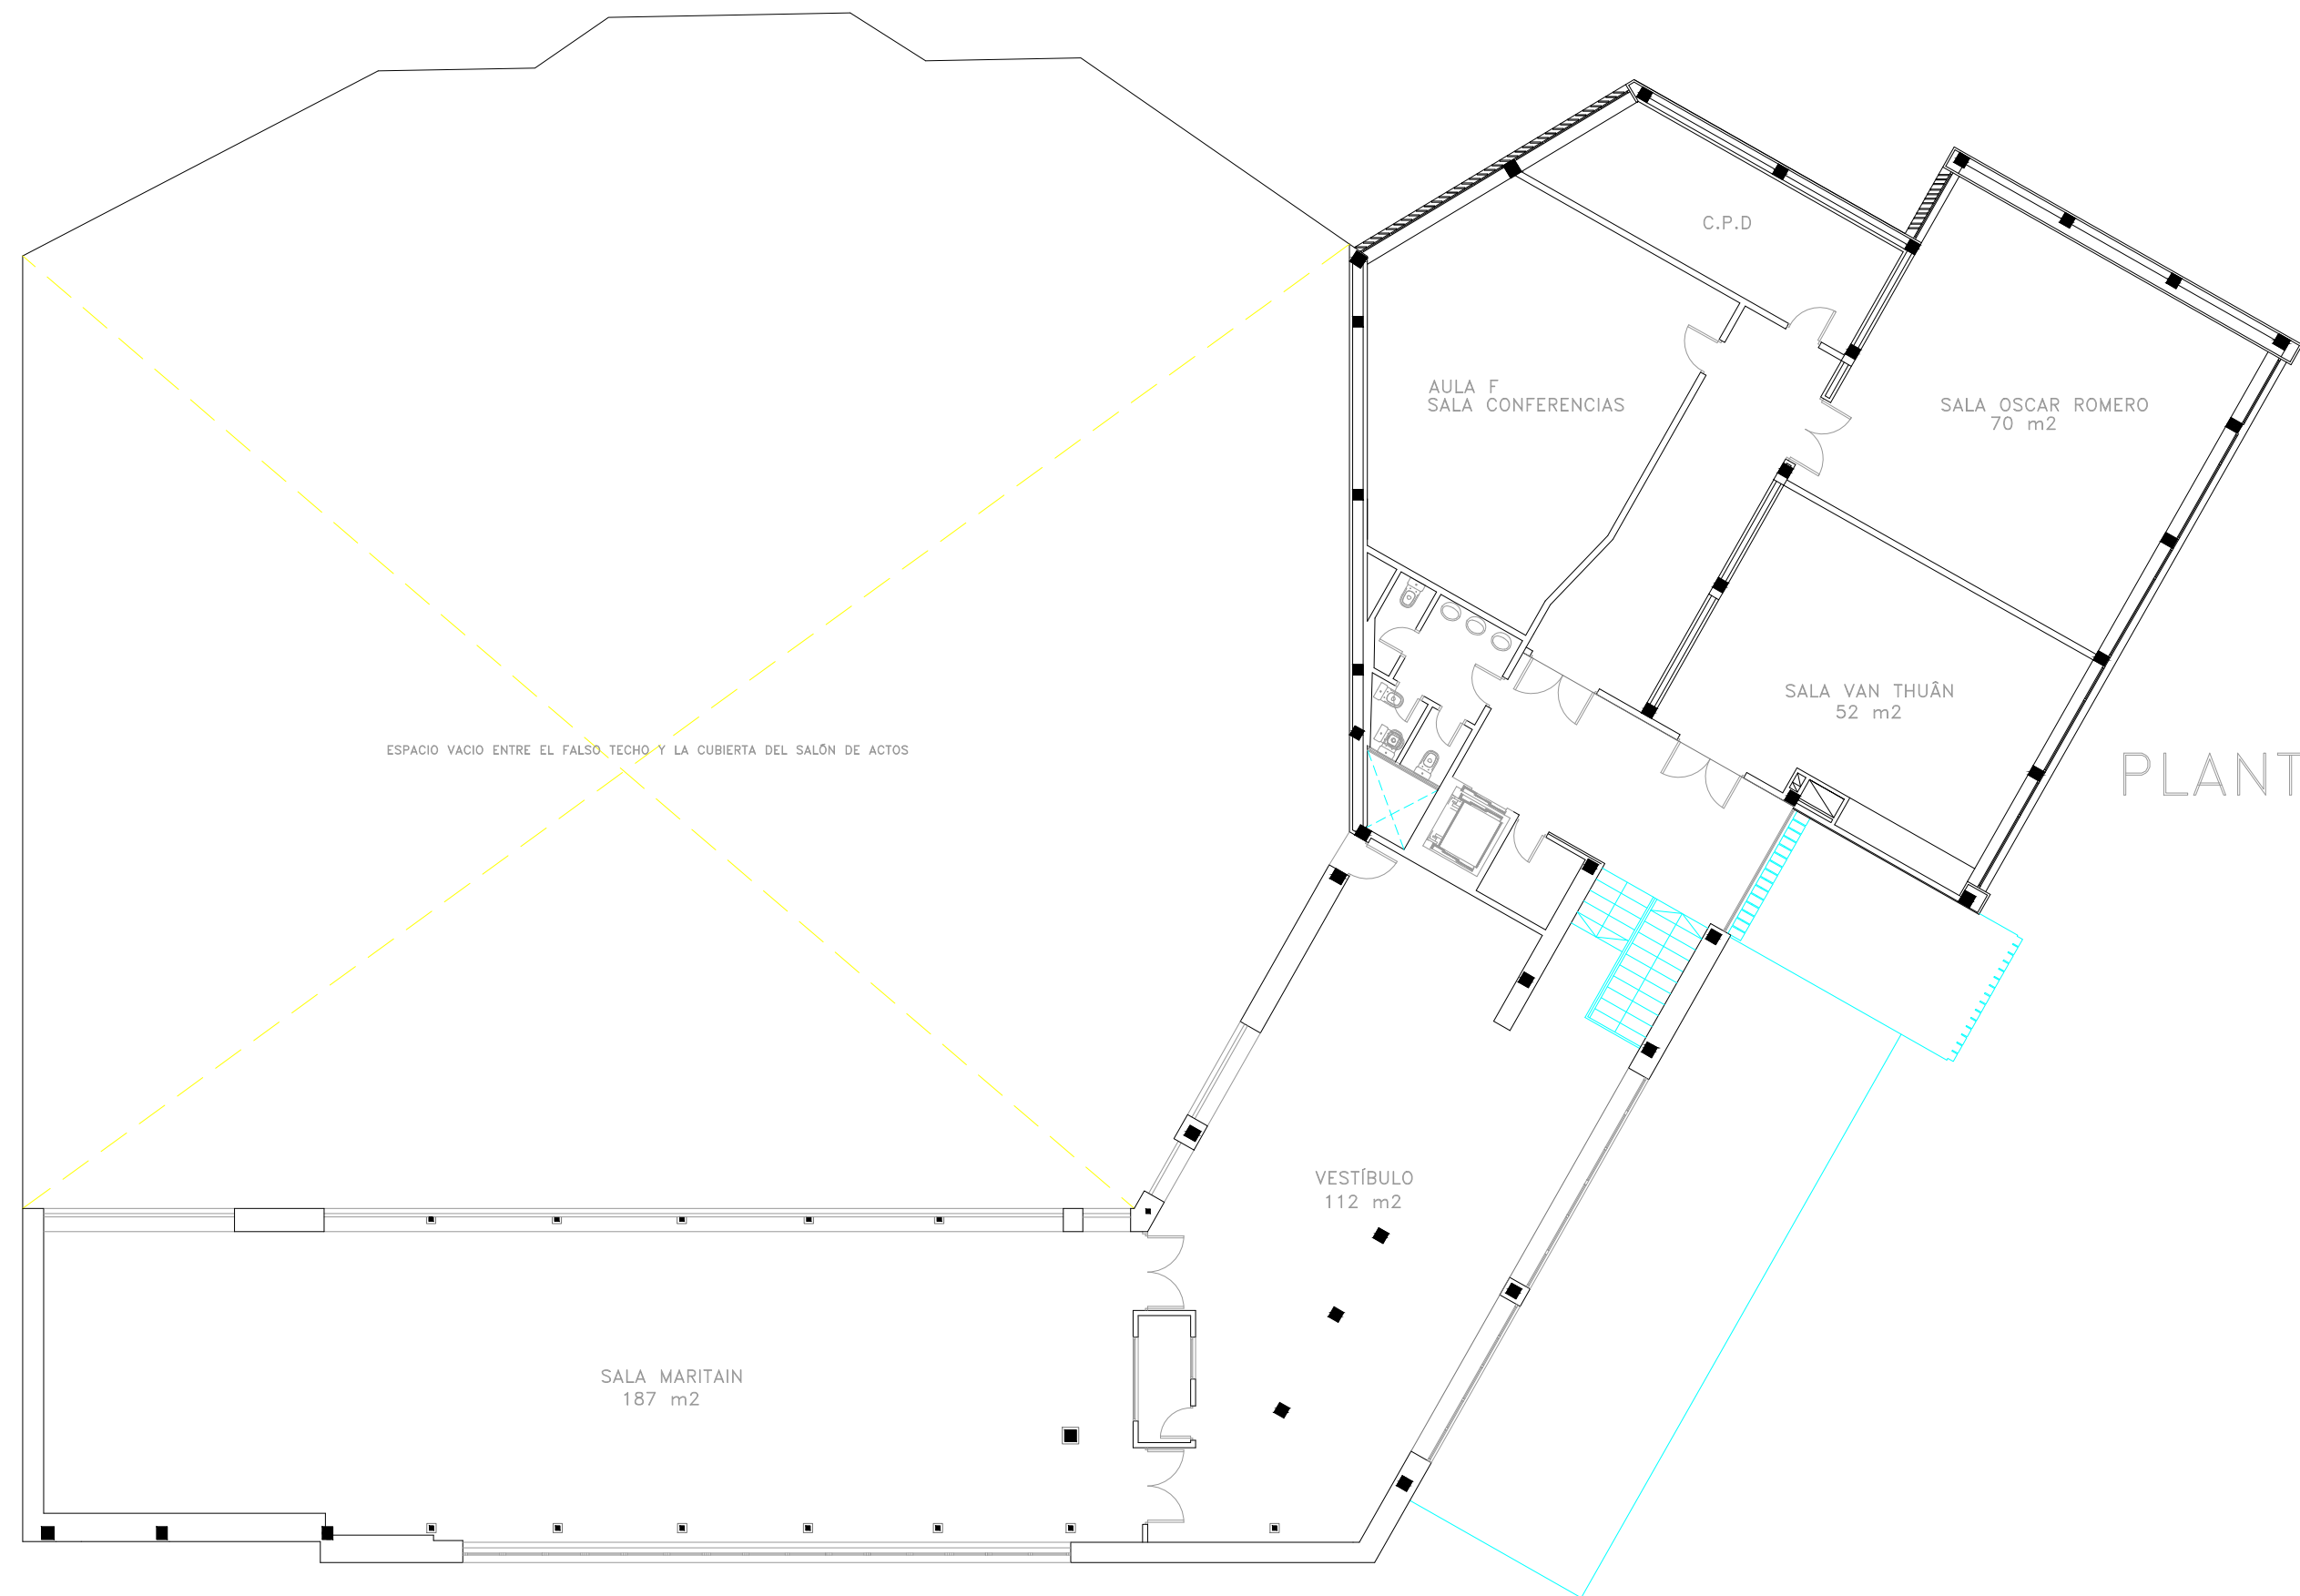 C.P.D
AULA F
SALA CONFERENCIAS
SALA OSCAR ROMERO
70 m2
SALA VAN THUÂN
52 m2
ESPACIO VACIO ENTRE EL FALSO TECHO Y LA CUBIERTA DEL SALÓN DE ACTOS
PLANT
VESTÍBULO
112 m2
SALA MARITAIN
187 m2